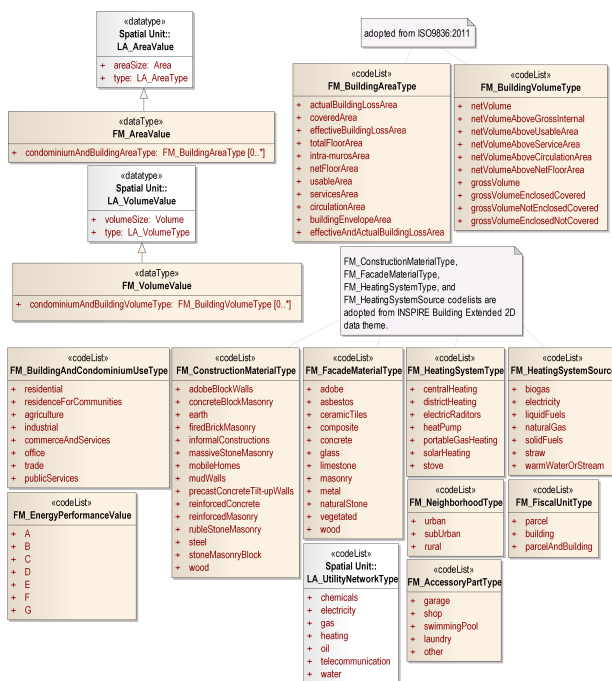 «datatype»
Spatial Unit::
LA_AreaValue
+ areaSize: Area
+ type: LA_AreaType
«dataType»
FM_AreaValue
+ condominiumAndBuildingAreaType: FM_BuildingAreaType [0..*]
«datatype»
Spatial Unit::
LA_VolumeValue
+ volumeSize: Volume
+ type: LA_VolumeType
«dataType»
FM_VolumeValue
+ condominiumAndBuildingVolumeType: FM_BuildingVolumeType [0..*]
adopted from ISO9836:2011
«codeList»
FM_BuildingAreaType
+ actualBuildingLossArea
+ coveredArea
+ effectiveBuildingLossArea
+ totalFloorArea
+ intra-murosArea
+ netFloorArea
+ usableArea
+ servicesArea
+ circulationArea
+ buildingEnvelopeArea
+ effectiveAndActualBuildingLossArea
«codeList»
FM_BuildingVolumeType
+ netVolume
+ netVolumeAboveGrossInternal
+ netVolumeAboveUsableArea
+ netVolumeAboveServiceArea
+ netVolumeAboveCirculationArea
+ netVolumeAboveNetFloorArea
+ grossVolume
+ grossVolumeEnclosedCovered
+ grossVolumeNotEnclosedCovered
+ grossVolumeEnclosedNotCovered
FM_ConstructionMaterialType,
FM_FacadeMaterialType,
FM_HeatingSystemType, and
FM_HeatingSystemSource codelists are
adopted from INSPIRE Building Extended 2D
data theme.
«codeList»
FM_BuildingAndCondominiumUseType
+ residential
+ residenceForCommunities
+ agriculture
+ industrial
+ commerceAndServices
+ office
+ trade
+ publicServices
«codeList»
FM_EnergyPerformanceValue
+ A
+ B
+ C
+ D
+ E
+ F
+ G
«codeList»
FM_ConstructionMaterialType
+ adobeBlockWalls
+ concreteBlockMasonry
+ earth
+ firedBrickMasonry
+ informalConstructions
+ massiveStoneMasonry
+ mobileHomes
+ mudWalls
+ precastConcreteTilt-upWalls
+ reinforcedConcrete
+ reinforcedMasonry
+ rubleStoneMasonry
+ steel
+ stoneMasonryBlock
+ wood
«codeList»
FM_FacadeMaterialType
+ adobe
+ asbestos
+ ceramicTiles
+ composite
+ concrete
+ glass
+ limestone
+ masonry
+ metal
+ naturalStone
+ vegetated
+ wood
«codeList»
Spatial Unit::
LA_UtilityNetworkType
+ chemicals
+ electricity
+ gas
+ heating
+ oil
+ telecommunication
+ water
«codeList»
FM_HeatingSystemType
+ centralHeating
+ districtHeating
+ electricRaditors
+ heatPump
+ portableGasHeating
+ solarHeating
+ stove
«codeList»
FM_NeighborhoodType
+ urban
+ subUrban
+ rural
«codeList»
FM_AccessoryPartType
+ garage
+ shop
+ swimmingPool
+ laundry
+ other
«codeList»
FM_HeatingSystemSource
+ biogas
+ electricity
+ liquidFuels
+ naturalGas
+ solidFuels
+ straw
+ warmWaterOrStream
«codeList»
FM_FiscalUnitType
+ parcel
+ building
+ parcelAndBuilding